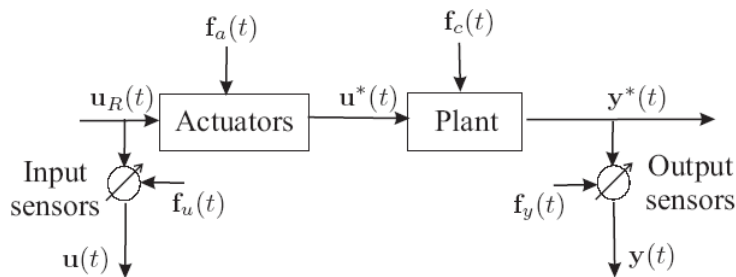 f_a(t)
f_c(t)
u_R(t)
Actuators
u*(t)
Plant
y*(t)
Input
sensors
f_u(t)
f_y(t)
Output
sensors
u(t)
y(t)